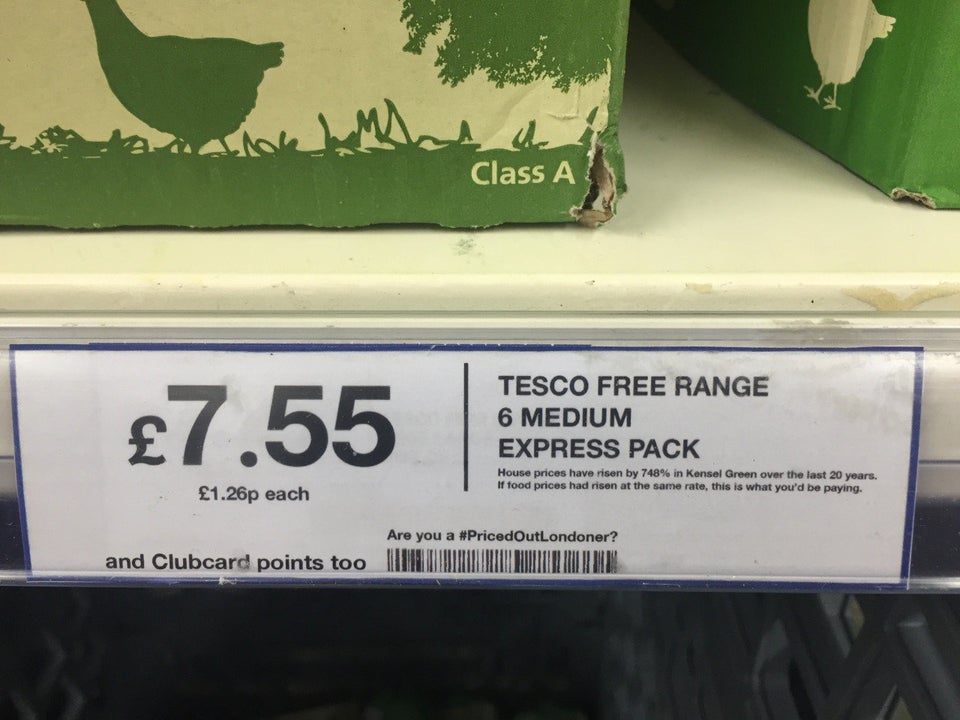 Class A
£7.55
£1.26p each
TESCO FREE RANGE
6 MEDIUM
EXPRESS PACK
House prices have risen by 748% in Kensel Green over the last 20 years.
If food prices had risen at the same rate, this is what you'd be paying.
Are you a #PricedOutLondoner?
and Clubcard points too